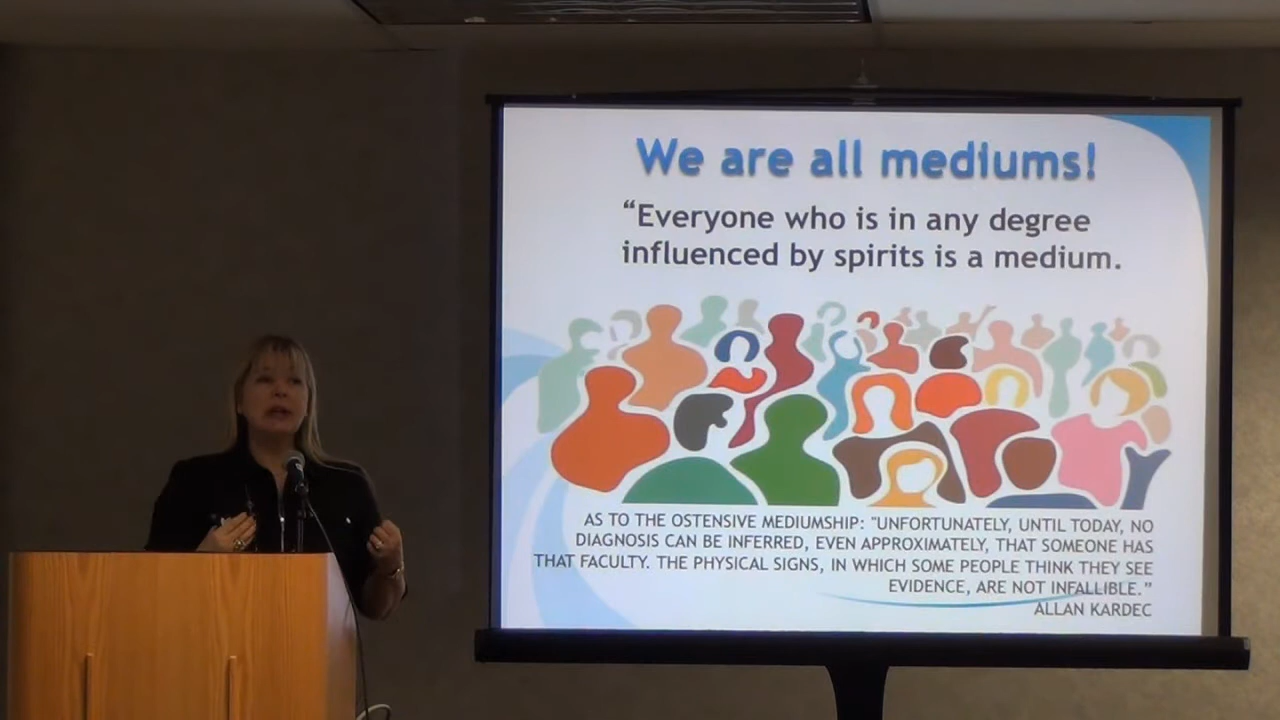 We are all mediums!
“Everyone who is in any degree
influenced by spirits is a medium.
AS TO THE OSTENSIVE MEDIUMSHIP: "UNFORTUNATELY, UNTIL TODAY, NO
DIAGNOSIS CAN BE INFERRED, EVEN APPROXIMATELY, THAT SOMEONE HAS
THAT FACULTY. THE PHYSICAL SIGNS, IN WHICH SOME PEOPLE THINK THEY SEE
EVIDENCE, ARE NOT INFALLIBLE.”
ALLAN KARDEC